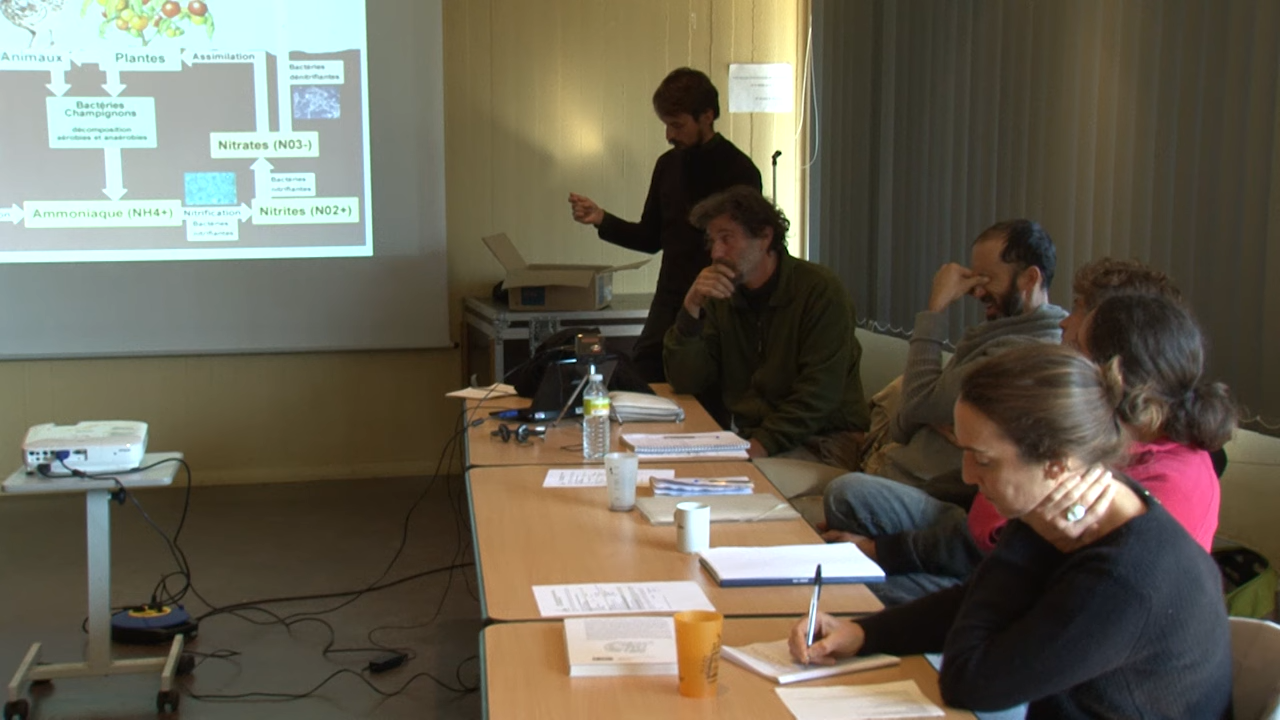 Animaux
Plantes
Assimilation
Bactéries
dénitrifiantes
Bactéries
Champignons
décomposition
aérobies et anaérobies
Nitrates (N03-)
Bactéries
nitrifiantes
Ammoniaque (NH4+)
Nitrification
Bactéries
nitrifiantes
Nitrites (N02+)